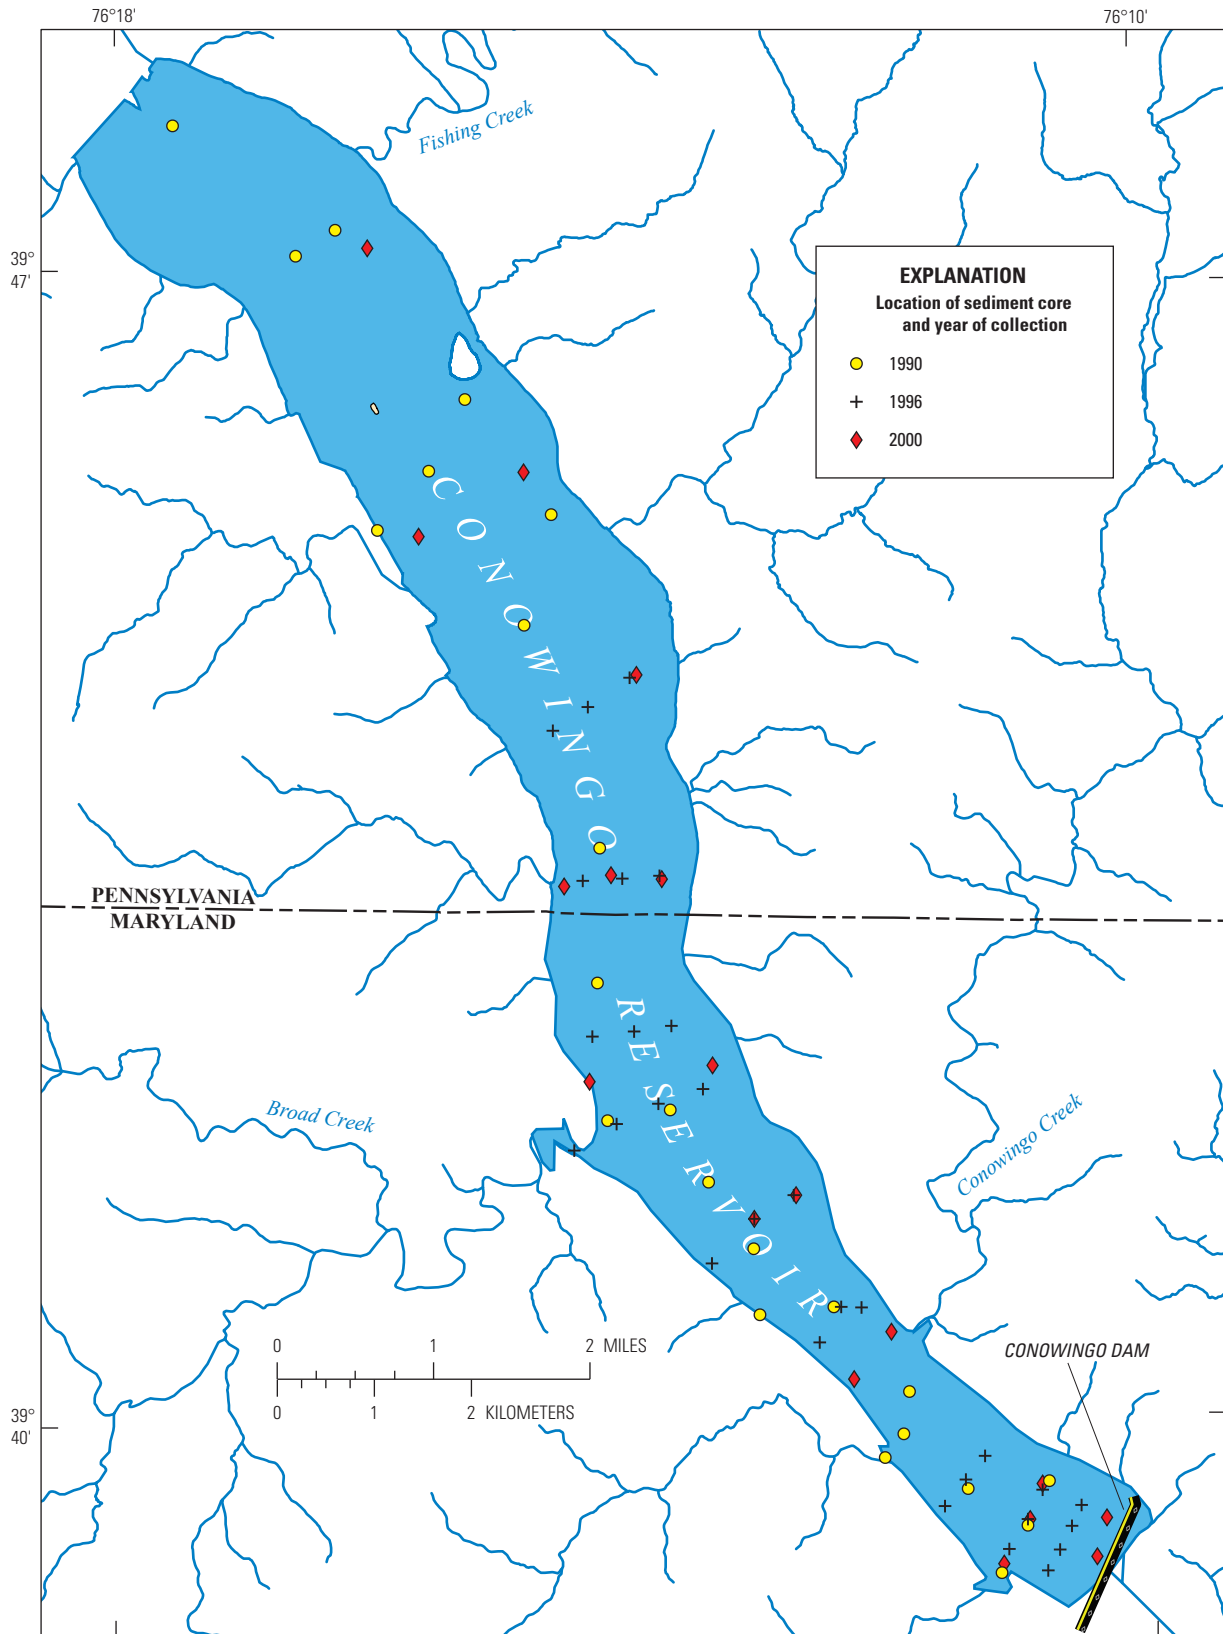 76°18'
76°10'
Fishing Creek
39°
47'
EXPLANATION
Location of sediment core
and year of collection
1990
1996
2000
CONOWINGO
PENNSYLVANIA
MARYLAND
RESERVOIR
Broad Creek
Conowingo Creek
0 1 2 MILES
CONOWINGO DAM
0 1 2 KILOMETERS
39°
40'